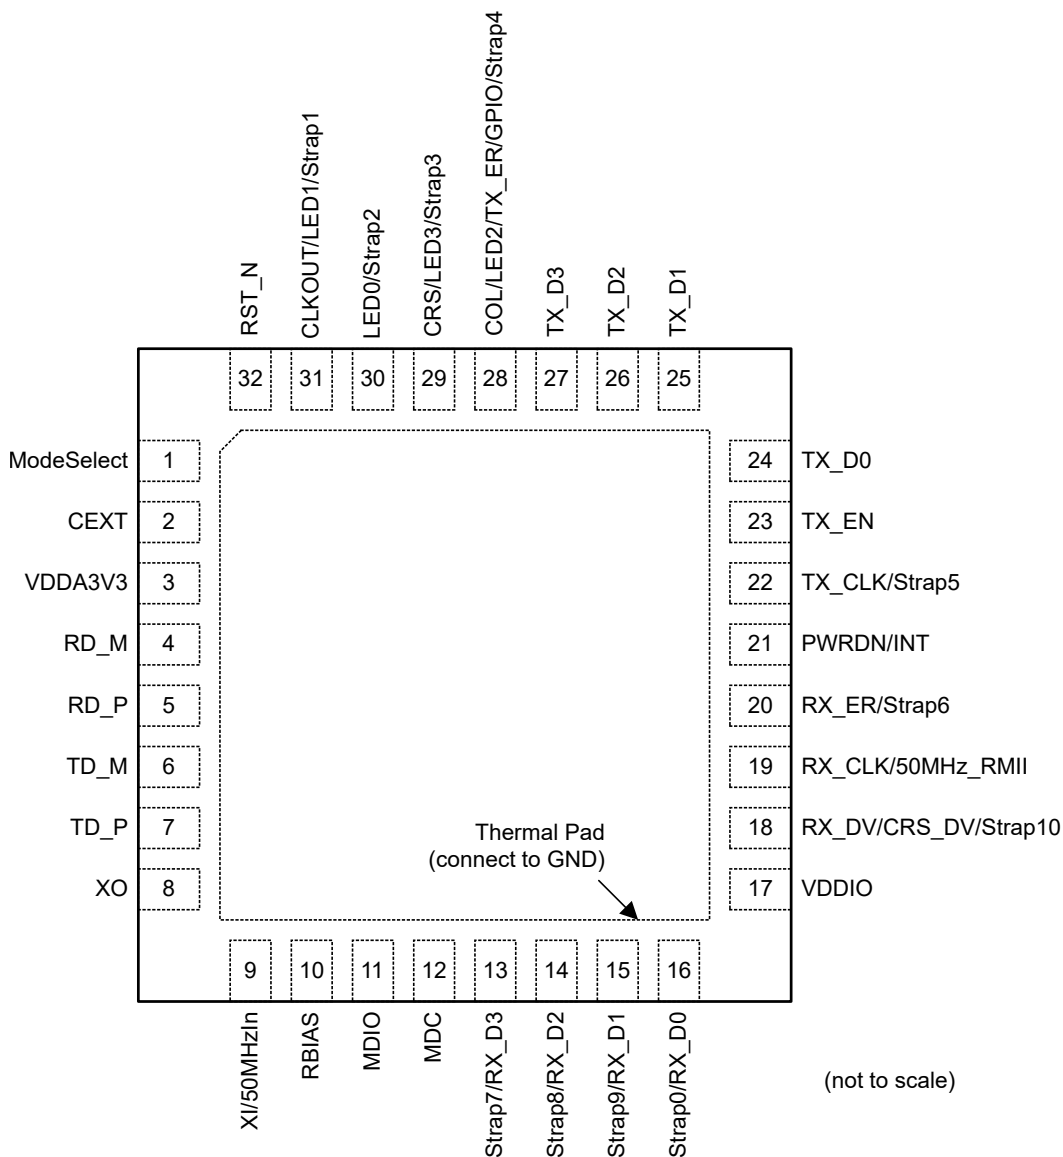 RST_N
CLKOUT/LED1/Strap1
LED0/Strap2
CRS/LED3/Strap3
COL/LED2/TX_ER/GPIO/Strap4
TX_D3
TX_D2
TX_D1
32
31
30
29
28
27
26
25
ModeSelect 1
CEXT 2
VDDA3V3 3
RD_M 4
RD_P 5
TD_M 6
TD_P 7
XO 8
24 TX_D0
23 TX_EN
22 TX_CLK/Strap5
21 PWRDN/INT
20 RX_ER/Strap6
19 RX_CLK/50MHz_RMII
18 RX_DV/CRS_DV/Strap10
17 VDDIO
Thermal Pad
(connect to GND)
9
10
11
12
13
14
15
16
XI/50MHzIn
RBIAS
MDIO
MDC
Strap7/RX_D3
Strap8/RX_D2
Strap9/RX_D1
Strap0/RX_D0
(not to scale)